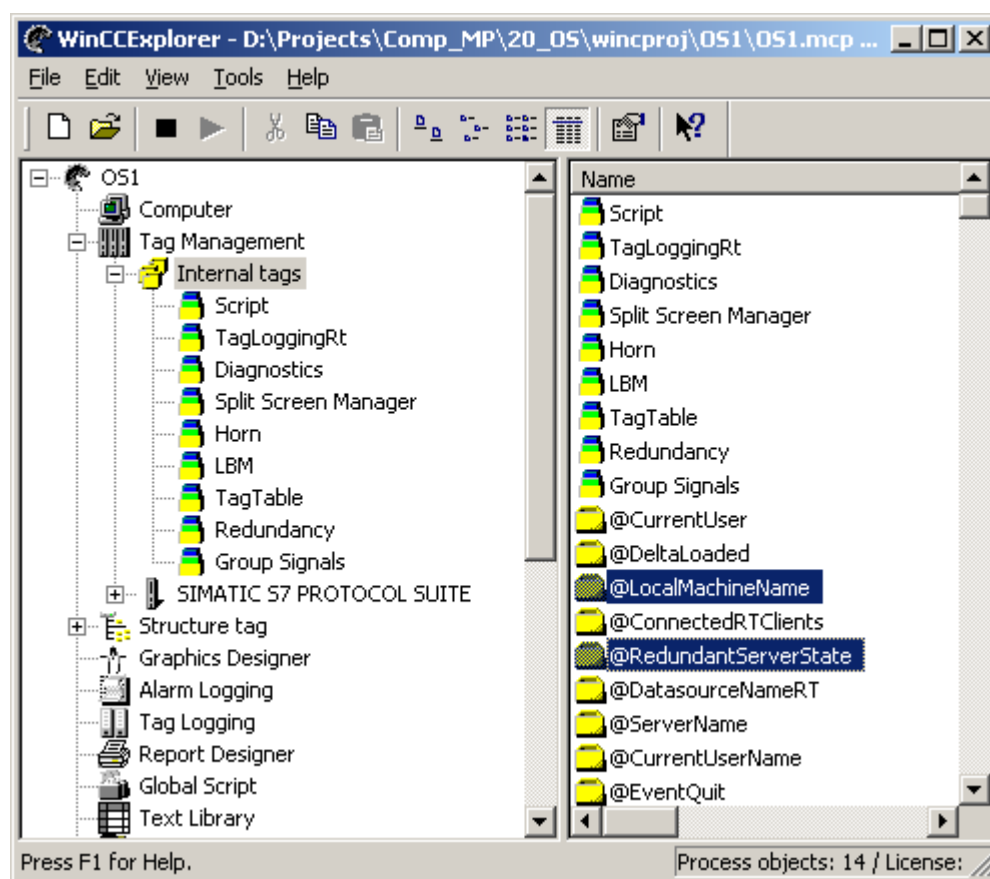 WinCCExplorer - D:\Projects\Comp_MP\20_OS\wincproj\OS1\OS1.mcp ...
File Edit View Tools Help
OS1
Computer
Tag Management
Internal tags
Script
TagLoggingRt
Diagnostics
Split Screen Manager
Horn
LBM
TagTable
Redundancy
Group Signals
SIMATIC S7 PROTOCOL SUITE
Structure tag
Graphics Designer
Alarm Logging
Tag Logging
Report Designer
Global Script
Text Library
Name
Script
TagLoggingRt
Diagnostics
Split Screen Manager
Horn
LBM
TagTable
Redundancy
Group Signals
@CurrentUser
@DeltaLoaded
@LocalMachineName
@ConnectedRTClients
@RedundantServerState
@DatasourceNameRT
@ServerName
@CurrentUserName
@EventQuit
Press F1 for Help.
Process objects: 14 / License: